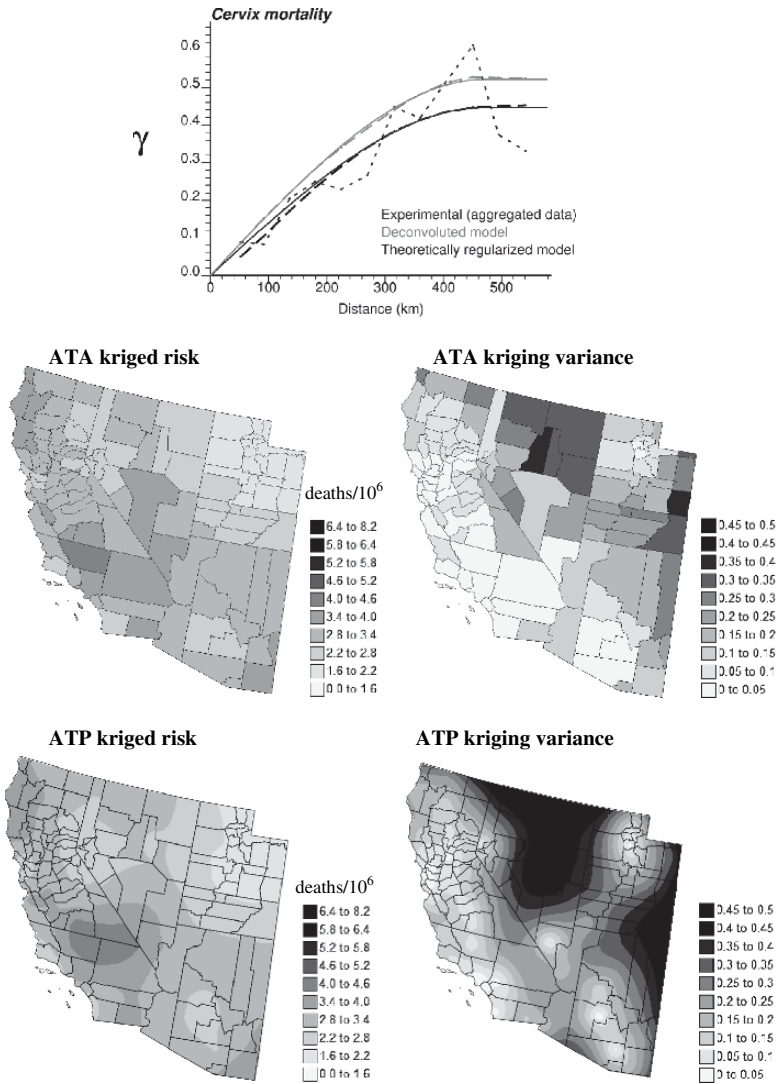 Cervix mortality
0.6
0.5
0.4
0.3
0.2
0.1
0.0
γ
0 100 200 300 400 500
Distance (km)
Experimental (aggregated data)
Deconvoluted model
Theoretically regularized model
ATA kriged risk
deaths/10⁶
6.4 to 8.2
5.8 to 6.4
5.2 to 5.8
4.6 to 5.2
4.0 to 4.6
3.4 to 4.0
2.8 to 3.4
2.2 to 2.8
1.6 to 2.2
0.0 to 1.6
ATA kriging variance
0.45 to 0.5
0.4 to 0.45
0.35 to 0.4
0.3 to 0.35
0.25 to 0.3
0.2 to 0.25
0.15 to 0.2
0.1 to 0.15
0.05 to 0.1
0 to 0.05
ATP kriged risk
deaths/10⁶
6.4 to 8.2
5.8 to 6.4
5.2 to 5.8
4.6 to 5.2
4.0 to 4.6
3.4 to 4.0
2.8 to 3.4
2.2 to 2.8
1.6 to 2.2
0.0 to 1.6
ATP kriging variance
0.45 to 0.5
0.4 to 0.45
0.35 to 0.4
0.3 to 0.35
0.25 to 0.3
0.2 to 0.25
0.15 to 0.2
0.1 to 0.15
0.05 to 0.1
0 to 0.05